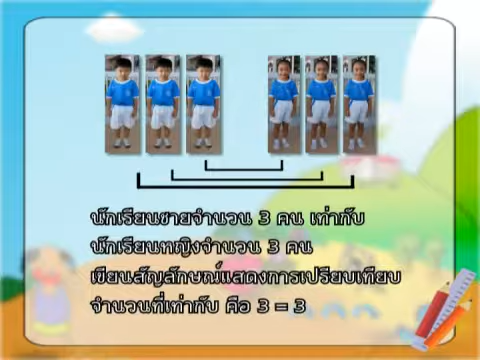 นักเรียนชายจำนวน 3 คน เท่ากับ
นักเรียนหญิงจำนวน 3 คน
เขียนสัญลักษณ์แสดงการเปรียบเทียบ
จำนวนที่เท่ากับ คือ 3 = 3